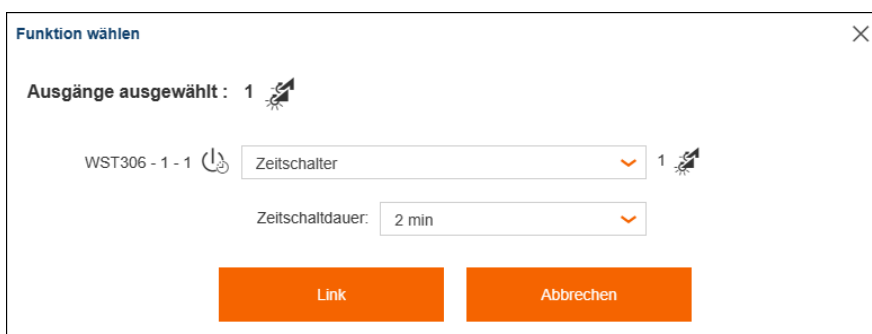 Funktion wählen
Ausgänge ausgewählt : 1
WST306 - 1 - 1 Zeitschalter 1
Zeitschaltdauer: 2 min
Link Abbrechen